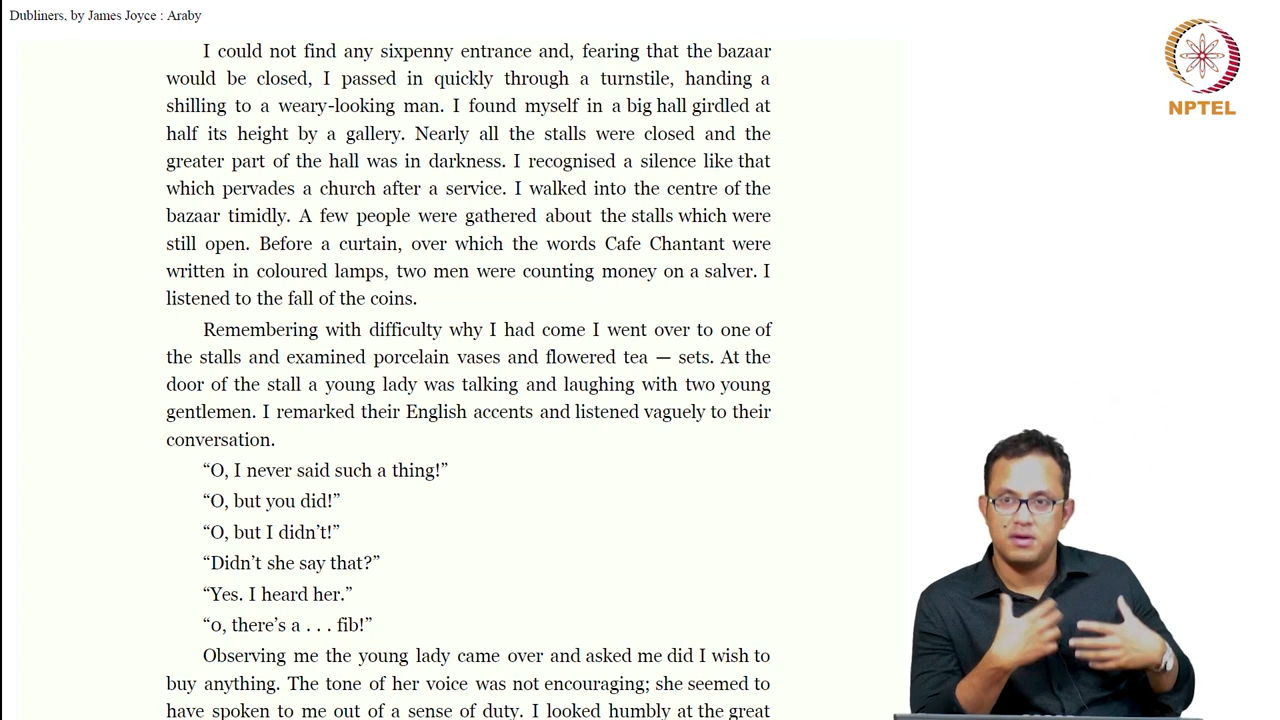 Dubliners, by James Joyce : Araby
NPTEL
I could not find any sixpenny entrance and, fearing that the bazaar
would be closed, I passed in quickly through a turnstile, handing a
shilling to a weary-looking man. I found myself in a big hall girdled at
half its height by a gallery. Nearly all the stalls were closed and the
greater part of the hall was in darkness. I recognised a silence like that
which pervades a church after a service. I walked into the centre of the
bazaar timidly. A few people were gathered about the stalls which were
still open. Before a curtain, over which the words Cafe Chantant were
written in coloured lamps, two men were counting money on a salver. I
listened to the fall of the coins.
Remembering with difficulty why I had come I went over to one of
the stalls and examined porcelain vases and flowered tea — sets. At the
door of the stall a young lady was talking and laughing with two young
gentlemen. I remarked their English accents and listened vaguely to their
conversation.
“O, I never said such a thing!”
“O, but you did!”
“O, but I didn’t!”
“Didn’t she say that?”
“Yes. I heard her.”
“o, there’s a . . . fib!”
Observing me the young lady came over and asked me did I wish to
buy anything. The tone of her voice was not encouraging; she seemed to
have spoken to me out of a sense of duty. I looked humbly at the great